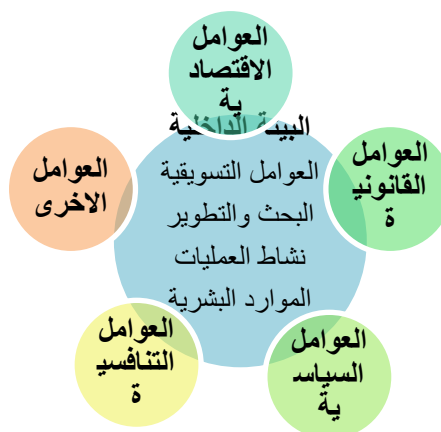 العوامل
الاقتصاد
ية
البيئة الداخلية
العوامل التسويقية
البحث والتطوير
نشاط العمليات
الموارد البشرية
العوامل
القانوني
ة
العوامل
السياس
ية
العوامل
التنافسي
ة
العوامل
الاخرى